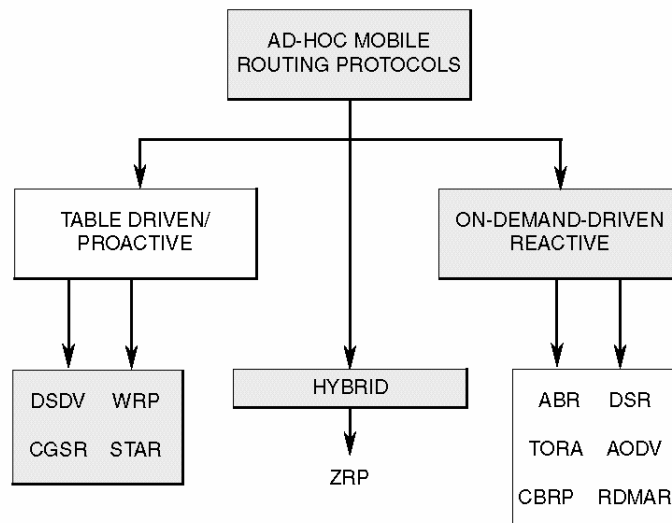 AD-HOC MOBILE
ROUTING PROTOCOLS
TABLE DRIVEN/
PROACTIVE
ON-DEMAND-DRIVEN
REACTIVE
DSDV WRP
CGSR STAR
HYBRID
ZRP
ABR DSR
TORA AODV
CBRP RDMAR